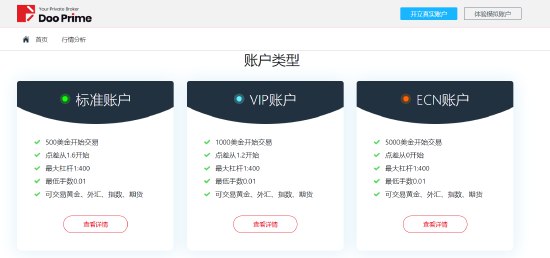 Your Private Broker
Doo Prime
开立真实账户
体验模拟账户
首页
行情分析
账户类型
标准账户
500美金开始交易
点差从1.6开始
最大杠杆1:400
最低手数0.01
可交易黄金、外汇、指数、期货
查看详情
VIP账户
1000美金开始交易
点差从1.2开始
最大杠杆1:400
最低手数0.01
可交易黄金、外汇、指数、期货
查看详情
ECN账户
5000美金开始交易
点差从0开始
最大杠杆1:400
最低手数0.01
可交易黄金、外汇、指数、期货
查看详情